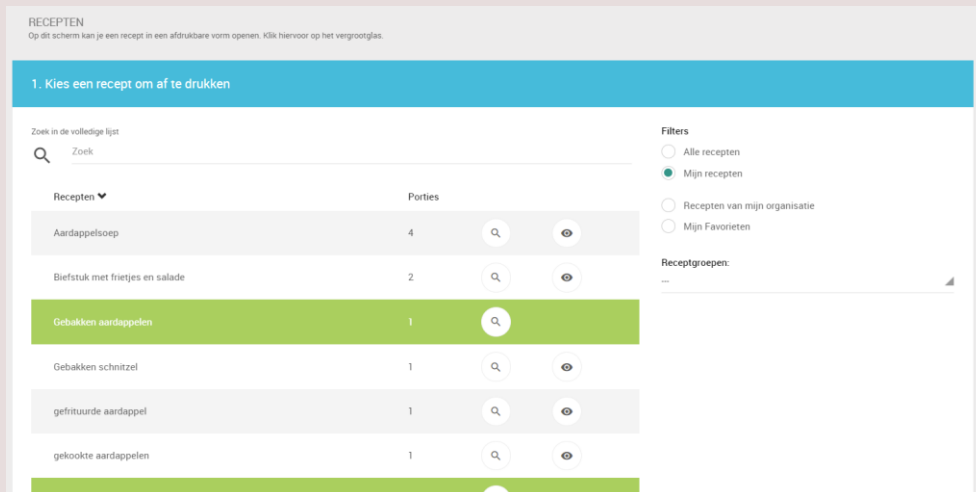 RECEPTEN
Op dit scherm kan je een recept in een afdrukbare vorm openen. Klik hiervoor op het vergrootglas.
1. Kies een recept om af te drukken
Zoek in de volledige lijst
Zoek
Recepten Porties
Aardappelsoep 4
Biefstuk met frietjes en salade 2
Gebakken aardappelen 1
Gebakken schnitzel 1
gefrituurde aardappel 1
gekookte aardappelen 1
Filters
Alle recepten
Mijn recepten
Recepten van mijn organisatie
Mijn Favorieten
Receptgroepen:
---